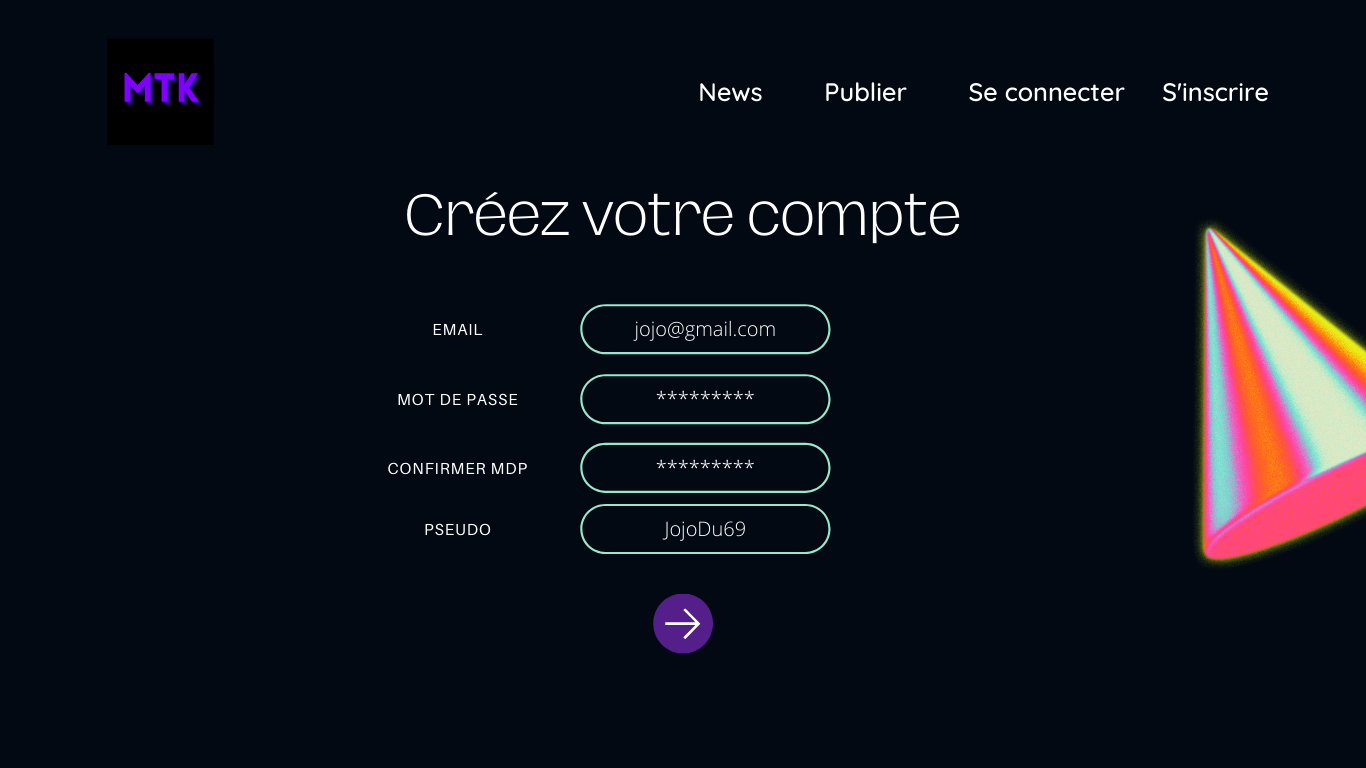 MTK
News Publier Se connecter S'inscrire
Créez votre compte
EMAIL jojo@gmail.com
MOT DE PASSE *********
CONFIRMER MDP *********
PSEUDO JojoDu69